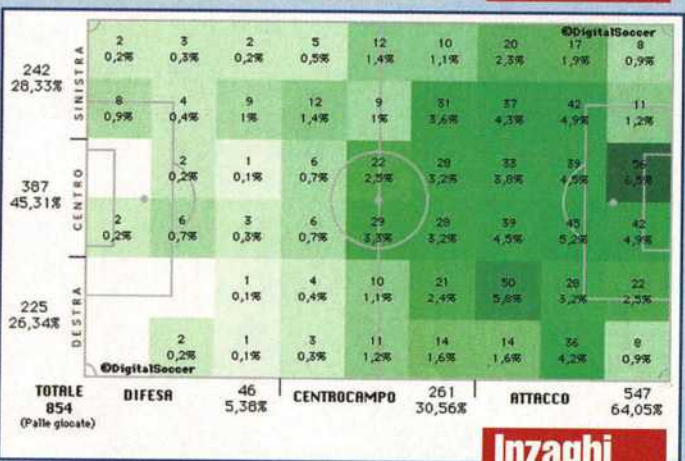 ©DigitalSoccer
2 3 2 5 12 10 20 17 8
0,2% 0,3% 0,2% 0,5% 1,4% 1,1% 2,3% 1,9% 0,9%
242
28,33%
SINISTRA
8 4 9 12 9 31 37 42 11
0,9% 0,4% 1% 1,4% 1% 3,6% 4,3% 4,9% 1,2%
2 1 6 22 28 33 39 56
0,2% 0,1% 0,7% 2,5% 3,2% 3,8% 4,5% 6,5%
387
45,31%
CENTRO
2 6 3 6 29 28 39 45 42
0,2% 0,7% 0,3% 0,7% 3,3% 3,2% 4,5% 5,2% 4,9%
1 4 10 21 50 28 22
0,1% 0,4% 1,1% 2,4% 5,8% 3,2% 2,5%
225
26,34%
DESTRA
2 1 3 11 14 14 36 8
0,2% 0,1% 0,3% 1,2% 1,6% 1,6% 4,2% 0,9%
©DigitalSoccer
TOTALE DIFESA 46 CENTROCAMPO 261 ATTACCO 547
854 5,38% 30,56% 64,05%
(Palle giocate)
Inzaghi